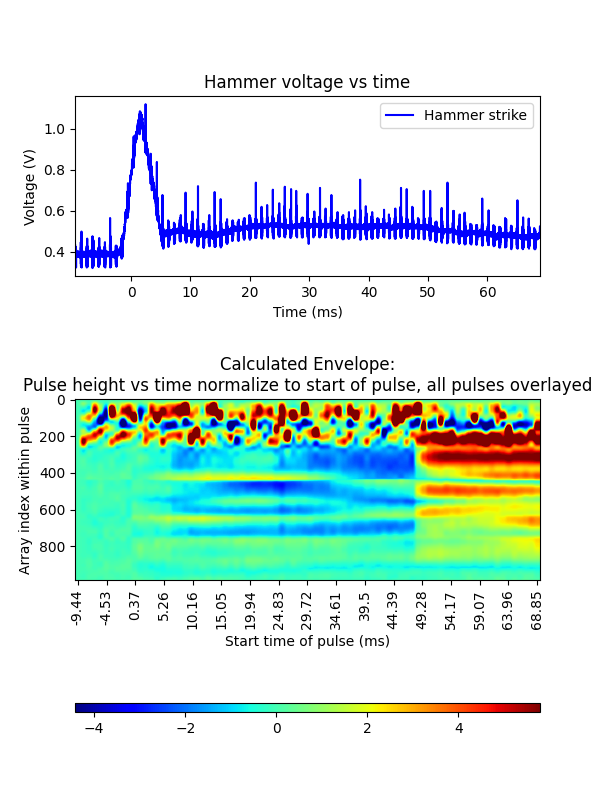 Hammer voltage vs time
Hammer strike
Voltage (V)
1.0
0.8
0.6
0.4
0 10 20 30 40 50 60
Time (ms)
Calculated Envelope:
Pulse height vs time normalize to start of pulse, all pulses overlayed
Array index within pulse
0
200
400
600
800
-9.44 -4.53 0.37 5.26 10.16 15.05 19.94 24.83 29.72 34.61 39.5 44.39 49.28 54.17 59.07 63.96 68.85
Start time of pulse (ms)
−4 −2 0 2 4